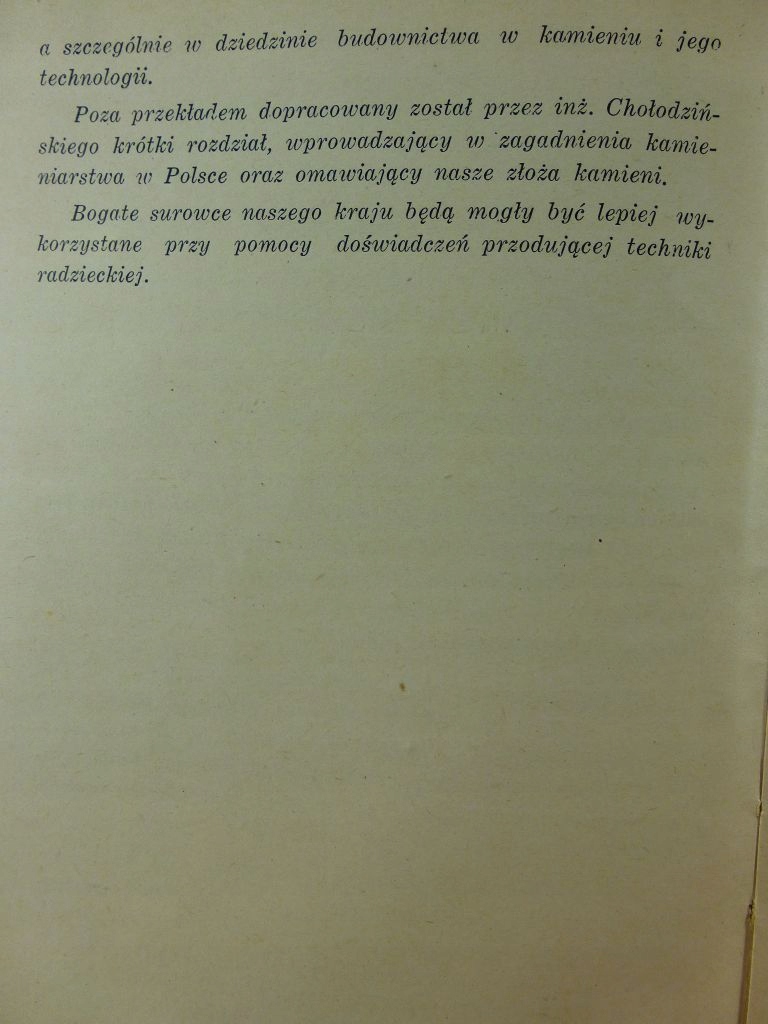 a szczególnie w dziedzinie budownictwa w kamieniu i jego
technologii.
Poza przekładem dopracowany został przez inż. Chołodziń-
skiego krótki rozdział, wprowadzający w zagadnienia kamie-
niarstwa w Polsce oraz omawiający nasze złoża kamieni.
Bogate surowce naszego kraju będą mogły być lepiej wy-
korzystane przy pomocy doświadczeń przodującej techniki
radzieckiej.